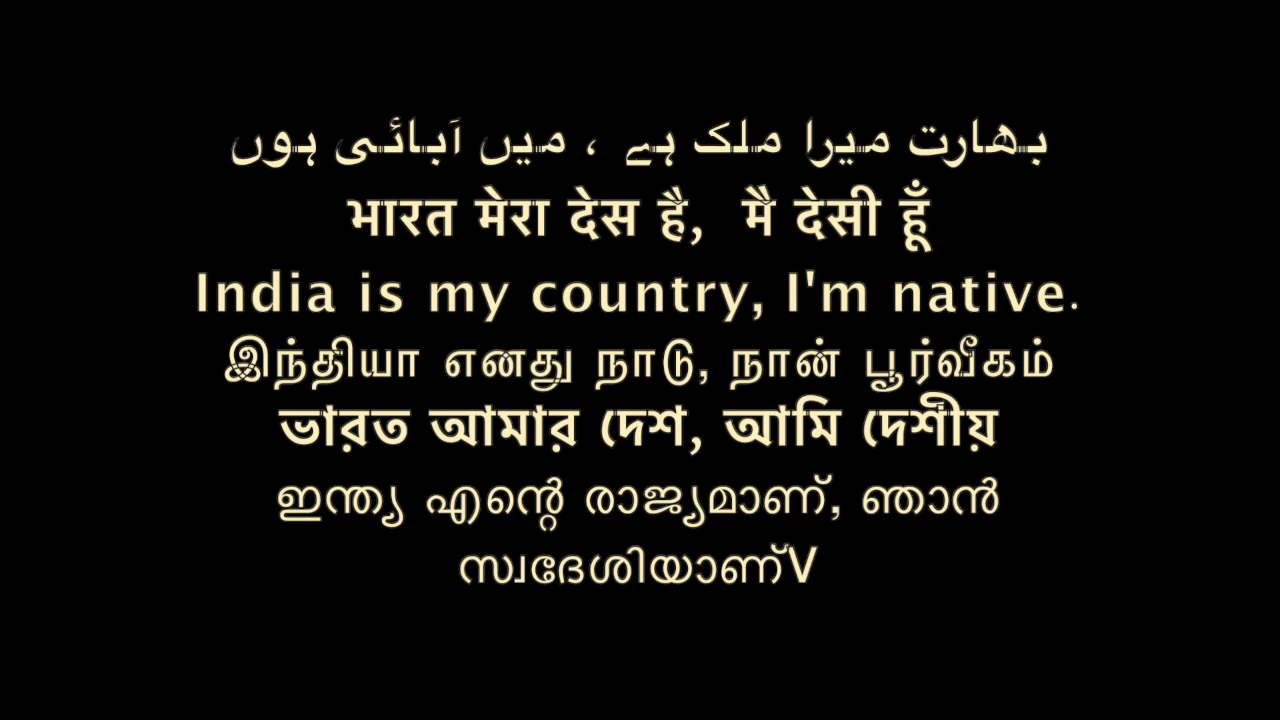 بھارت میرا ملک ہے ، میں آبائی ہوں
भारत मेरा देस है, मै देसी हूँ
India is my country, I'm native.
இந்தியா எனது நாடு, நான் பூர்வீகம்
ভারত আমার দেশ, আমি দেশীয়
ഇന്ത്യ എന്റെ രാജ്യമാണ്, ഞാൻ
സ്വദേശിയാണ്V